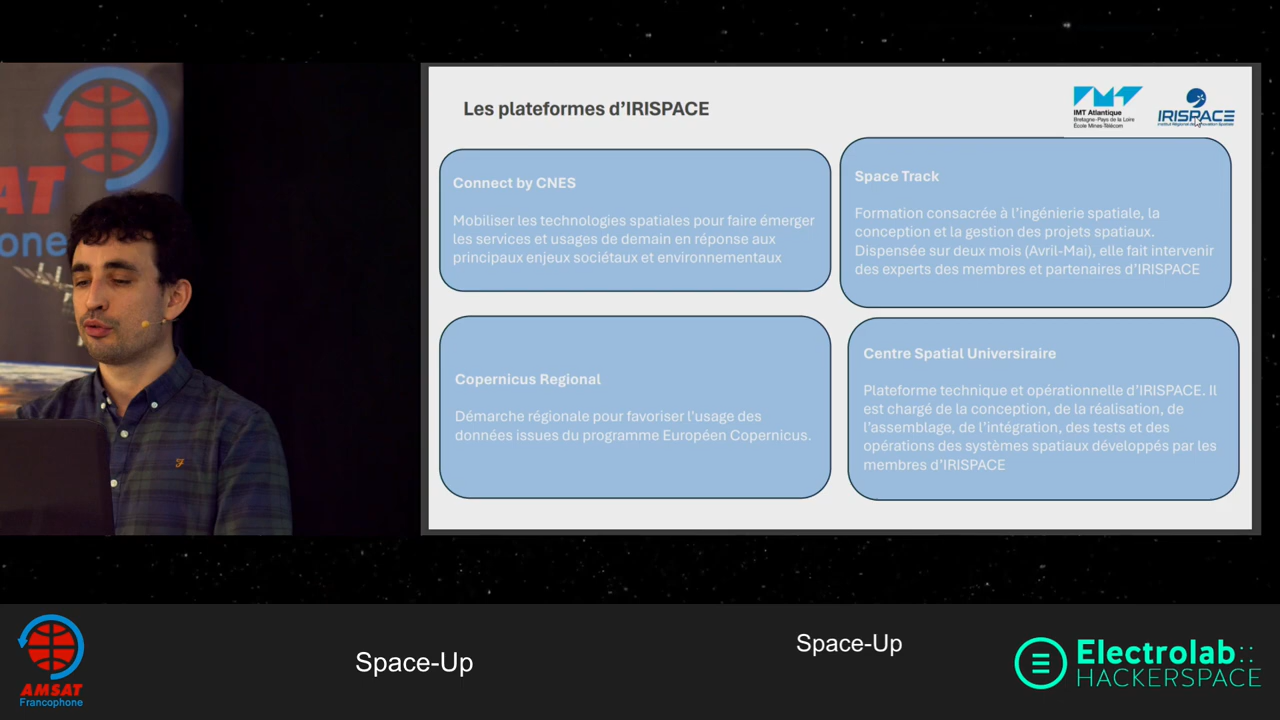 SAT
hone
Les plateformes d'IRISPACE
IMT Atlantique
Bretagne-Pays de la Loire
École Mines-Télécom
IRISPACE
Connect by CNES
Mobiliser les technologies spatiales pour faire émerger
les services et usages de demain en réponse aux
principaux enjeux sociétaux et environnementaux
Space Track
Formation consacrée à l'ingénierie spatiale, la
conception et la gestion des projets spatiaux.
Dispensée sur deux mois (Avril-Mai), elle fait intervenir
des experts des membres et partenaires d'IRISPACE
Copernicus Regional
Démarche régionale pour favoriser l'usage des
données issues du programme Européen Copernicus.
Centre Spatial Universiraire
Plateforme technique et opérationnelle d'IRISPACE. Il
est chargé de la conception, de la réalisation, de
l'assemblage, de l'intégration, des tests et des
opérations des systèmes spatiaux développés par les
membres d'IRISPACE
AMSAT
Francophone
Space-Up
Space-Up
Electrolab::
HACKERSPACE